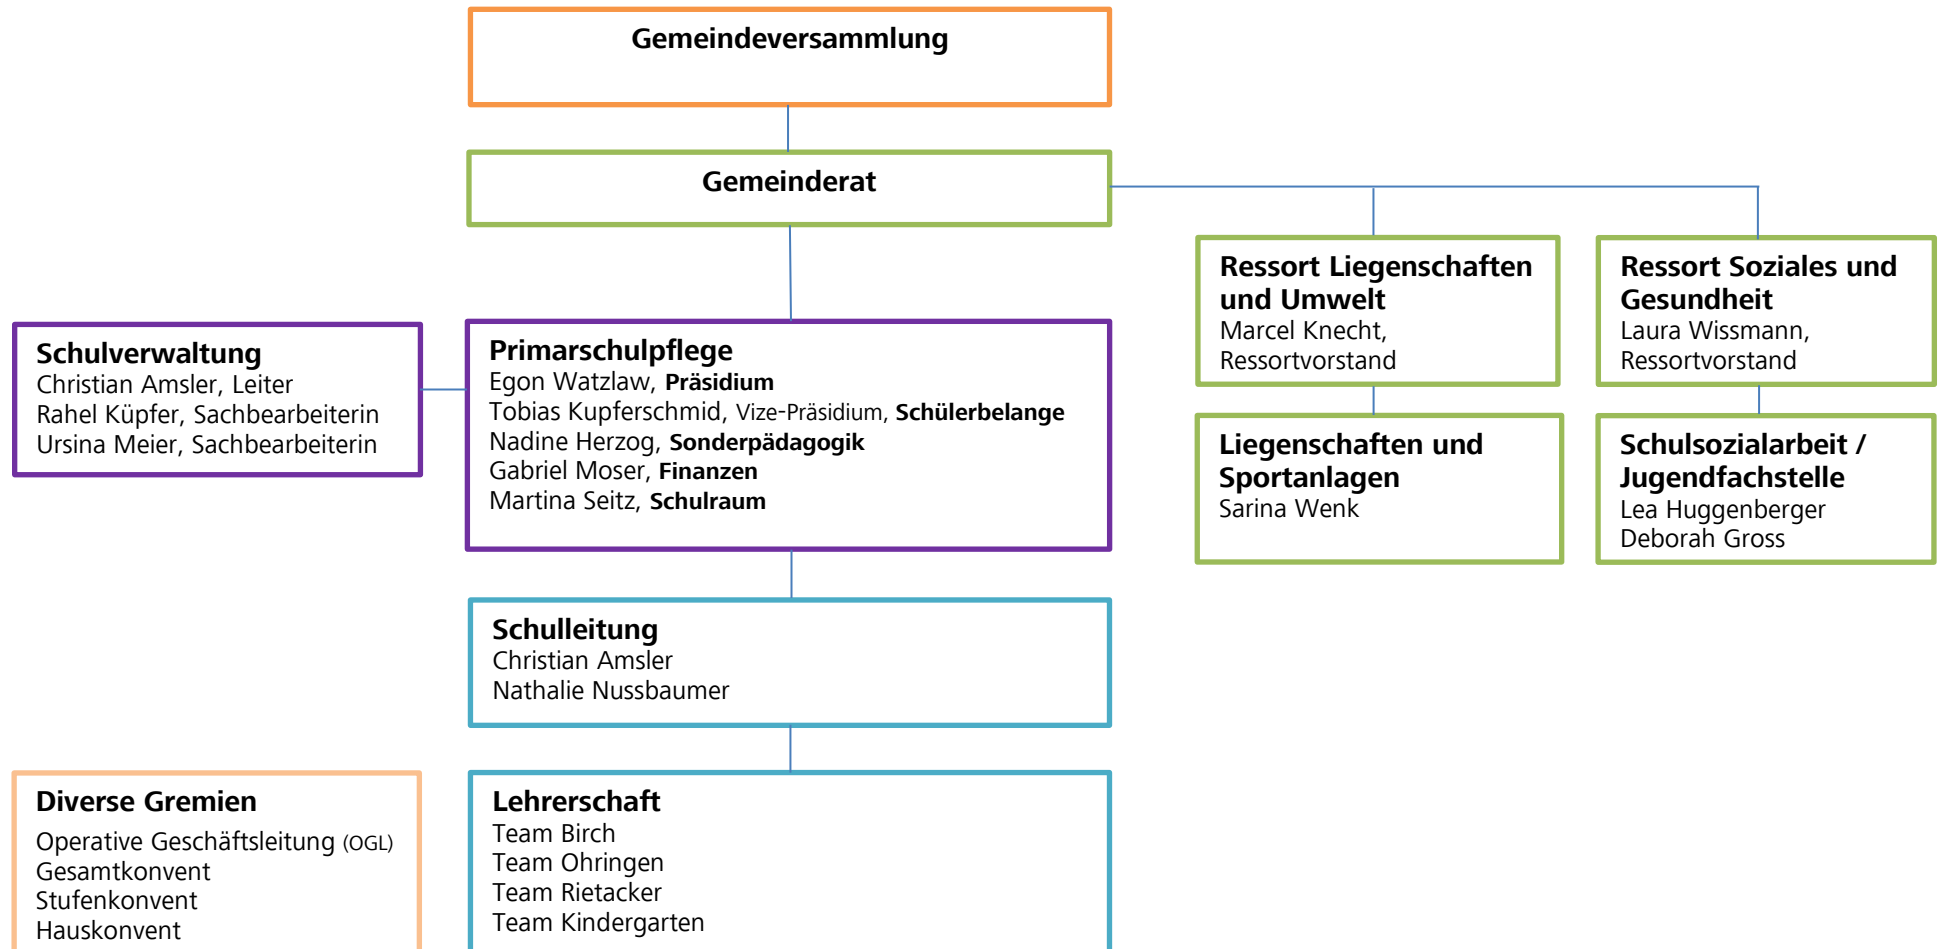 Gemeindeversammlung
Gemeinderat
Ressort Liegenschaften
und Umwelt
Marcel Knecht,
Ressortvorstand
Ressort Soziales und
Gesundheit
Laura Wissmann,
Ressortvorstand
Schulverwaltung
Christian Amsler, Leiter
Rahel Küpfer, Sachbearbeiterin
Ursina Meier, Sachbearbeiterin
Primarschulpflege
Egon Watzlaw, Präsidium
Tobias Kupferschmid, Vize-Präsidium, Schülerbelange
Nadine Herzog, Sonderpädagogik
Gabriel Moser, Finanzen
Martina Seitz, Schulraum
Liegenschaften und
Sportanlagen
Sarina Wenk
Schulsozialarbeit /
Jugendfachstelle
Lea Huggenberger
Deborah Gross
Schulleitung
Christian Amsler
Nathalie Nussbaumer
Diverse Gremien
Operative Geschäftsleitung (OGL)
Gesamtkonvent
Stufenkonvent
Hauskonvent
Lehrerschaft
Team Birch
Team Ohringen
Team Rietacker
Team Kindergarten